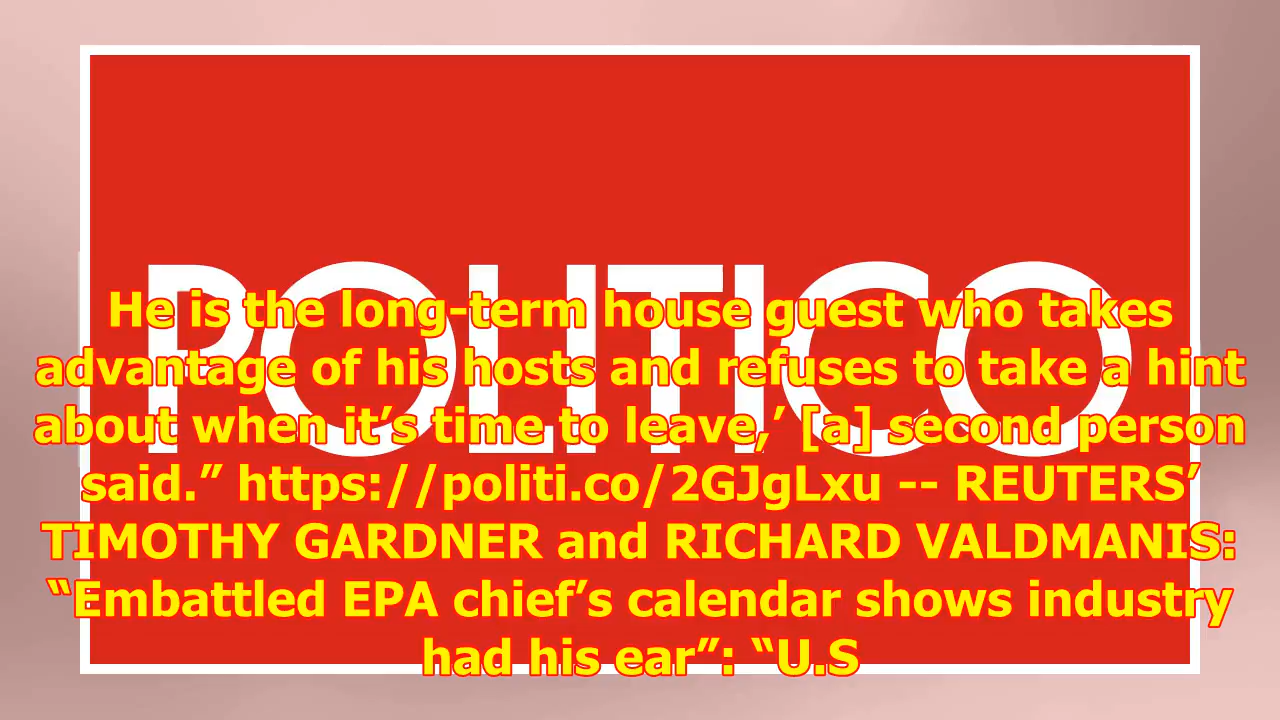 POLITICO
He is the long-term house guest who takes
advantage of his hosts and refuses to take a hint
about when it’s time to leave,’ [a] second person
said.” https://politi.co/2GJgLxu -- REUTERS’
TIMOTHY GARDNER and RICHARD VALDMANIS:
“Embattled EPA chief’s calendar shows industry
had his ear”: “U.S